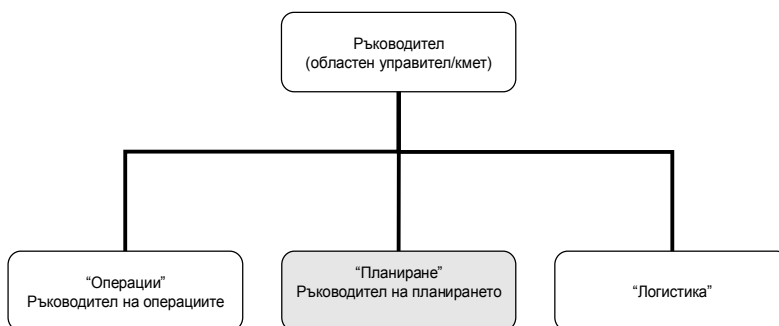 Ръководител
(областен управител/кмет)
“Операции”
Ръководител на операциите
“Планиране”
Ръководител на планирането
“Логистика”